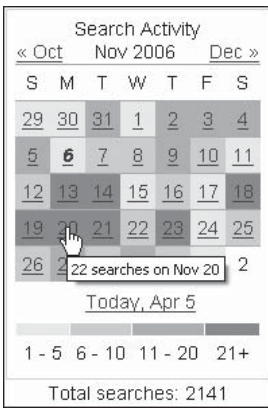 Search Activity
« Oct Nov 2006 Dec »
S M T W T F S
29 30 31 1 2 3 4
5 6 7 8 9 10 11
12 13 14 15 16 17 18
19 20 21 22 23 24 25
26 2
22 searches on Nov 20
Today, Apr 5
1 - 5 6 - 10 11 - 20 21+
Total searches: 2141